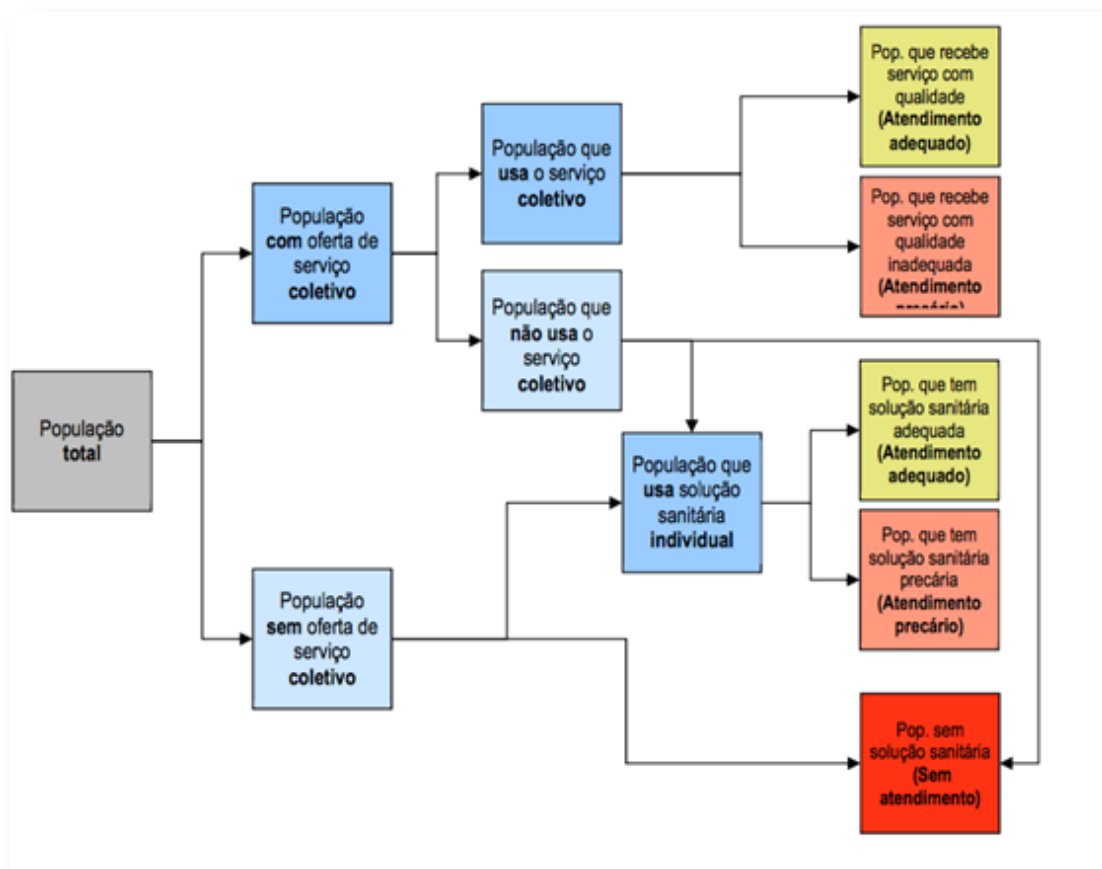 População
total
População
com oferta de
serviço
coletivo
População
sem oferta de
serviço
coletivo
População que
usa o serviço
coletivo
População que
não usa o
serviço
coletivo
População que
usa solução
sanitária
individual
Pop. que recebe
serviço com
qualidade
(Atendimento
adequado)
Pop. que recebe
serviço com
qualidade
inadequada
(Atendimento
Pop. que tem
solução sanitária
adequada
(Atendimento
adequado)
Pop. que tem
solução sanitária
precária
(Atendimento
precário)
Pop. sem
solução sanitária
(Sem
atendimento)